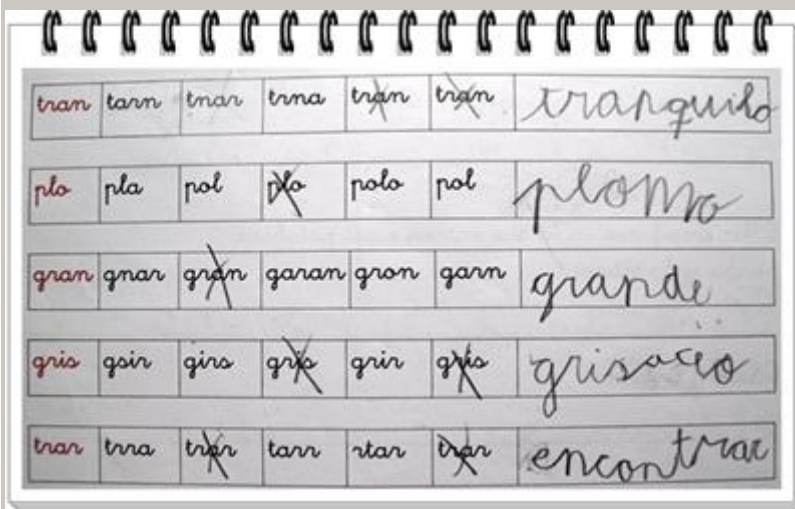 tran tarn tnar trna tran tran tranquilo
plo pla pol plo polo pol plomo
gran gnar gran garan gron garn grande
gris gsir girs gris grir gris grisaceo
trar trra trar tarr rtar trar encontrar